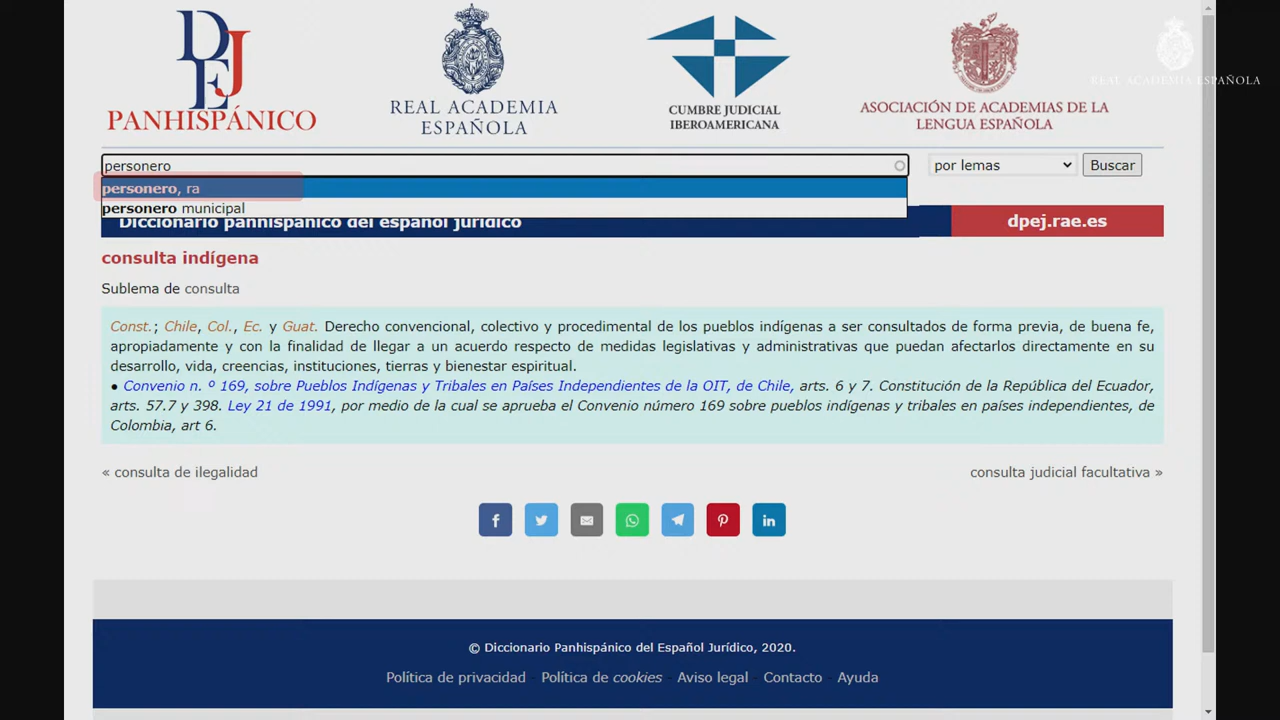 DEJ
PANHISPÁNICO
REAL ACADEMIA
ESPAÑOLA
CUMBRE JUDICIAL
IBEROAMERICANA
ASOCIACIÓN DE ACADEMIAS DE LA
LENGUA ESPAÑOLA
REAL ACADEMIA ESPAÑOLA
personero
por lemas
Buscar
personero, ra
personero municipal
Diccionario panhispánico del español jurídico
dpej.rae.es
consulta indígena
Sublema de consulta
Const.; Chile, Col., Ec. y Guat. Derecho convencional, colectivo y procedimental de los pueblos indígenas a ser consultados de forma previa, de buena fe,
apropiadamente y con la finalidad de llegar a un acuerdo respecto de medidas legislativas y administrativas que puedan afectarlos directamente en su
desarrollo, vida, creencias, instituciones, tierras y bienestar espiritual.
● Convenio n. º 169, sobre Pueblos Indígenas y Tribales en Países Independientes de la OIT, de Chile, arts. 6 y 7. Constitución de la República del Ecuador,
arts. 57.7 y 398. Ley 21 de 1991, por medio de la cual se aprueba el Convenio número 169 sobre pueblos indígenas y tribales en países independientes, de
Colombia, art 6.
« consulta de ilegalidad
consulta judicial facultativa »
© Diccionario Panhispánico del Español Jurídico, 2020.
Política de privacidad - Política de cookies - Aviso legal - Contacto - Ayuda